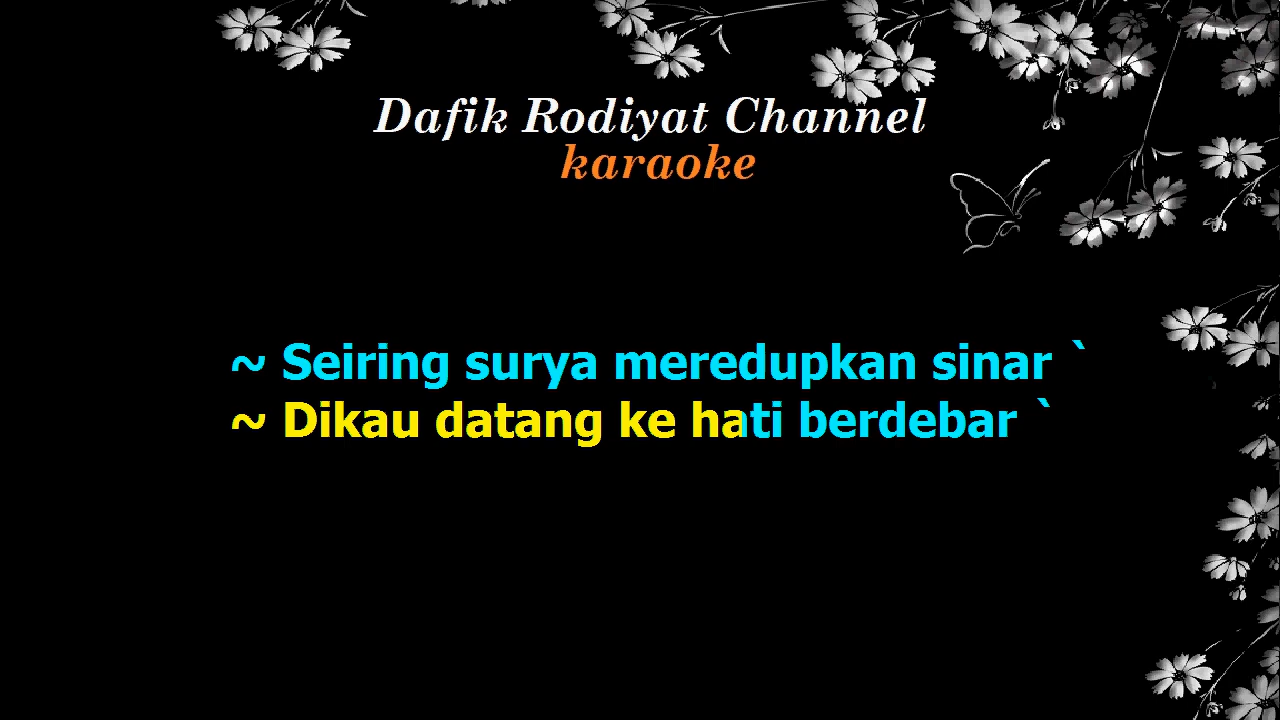 Dafik Rodiyat Channel
karaoke
~ Seiring surya meredupkan sinar `
~ Dikau datang ke hati berdebar `